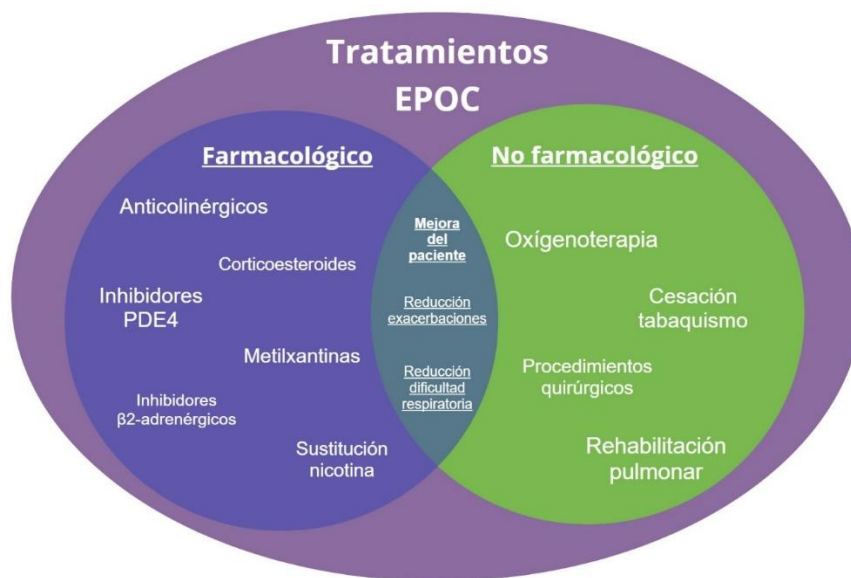 Tratamientos
EPOC
Farmacológico
Anticolinérgicos
Corticoesteroides
Inhibidores
PDE4
Metilxantinas
Inhibidores
β2-adrenérgicos
Sustitución
nicotina
Mejora
del
paciente
Reducción
exacerbaciones
Reducción
dificultad
respiratoria
No farmacológico
Oxígenoterapia
Cesación
tabaquismo
Procedimientos
quirúrgicos
Rehabilitación
pulmonar